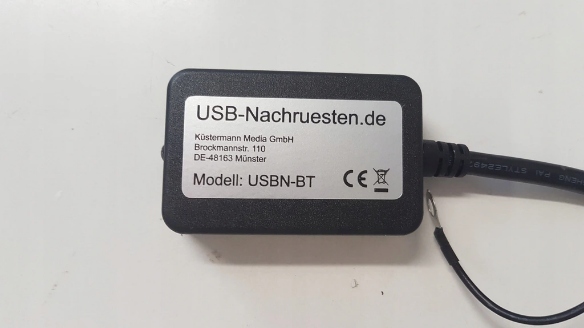 USB-Nachruesten.de
Küstermann Media GmbH
Brockmannstr. 110
DE-48163 Münster
Modell: USBN-BT
CE